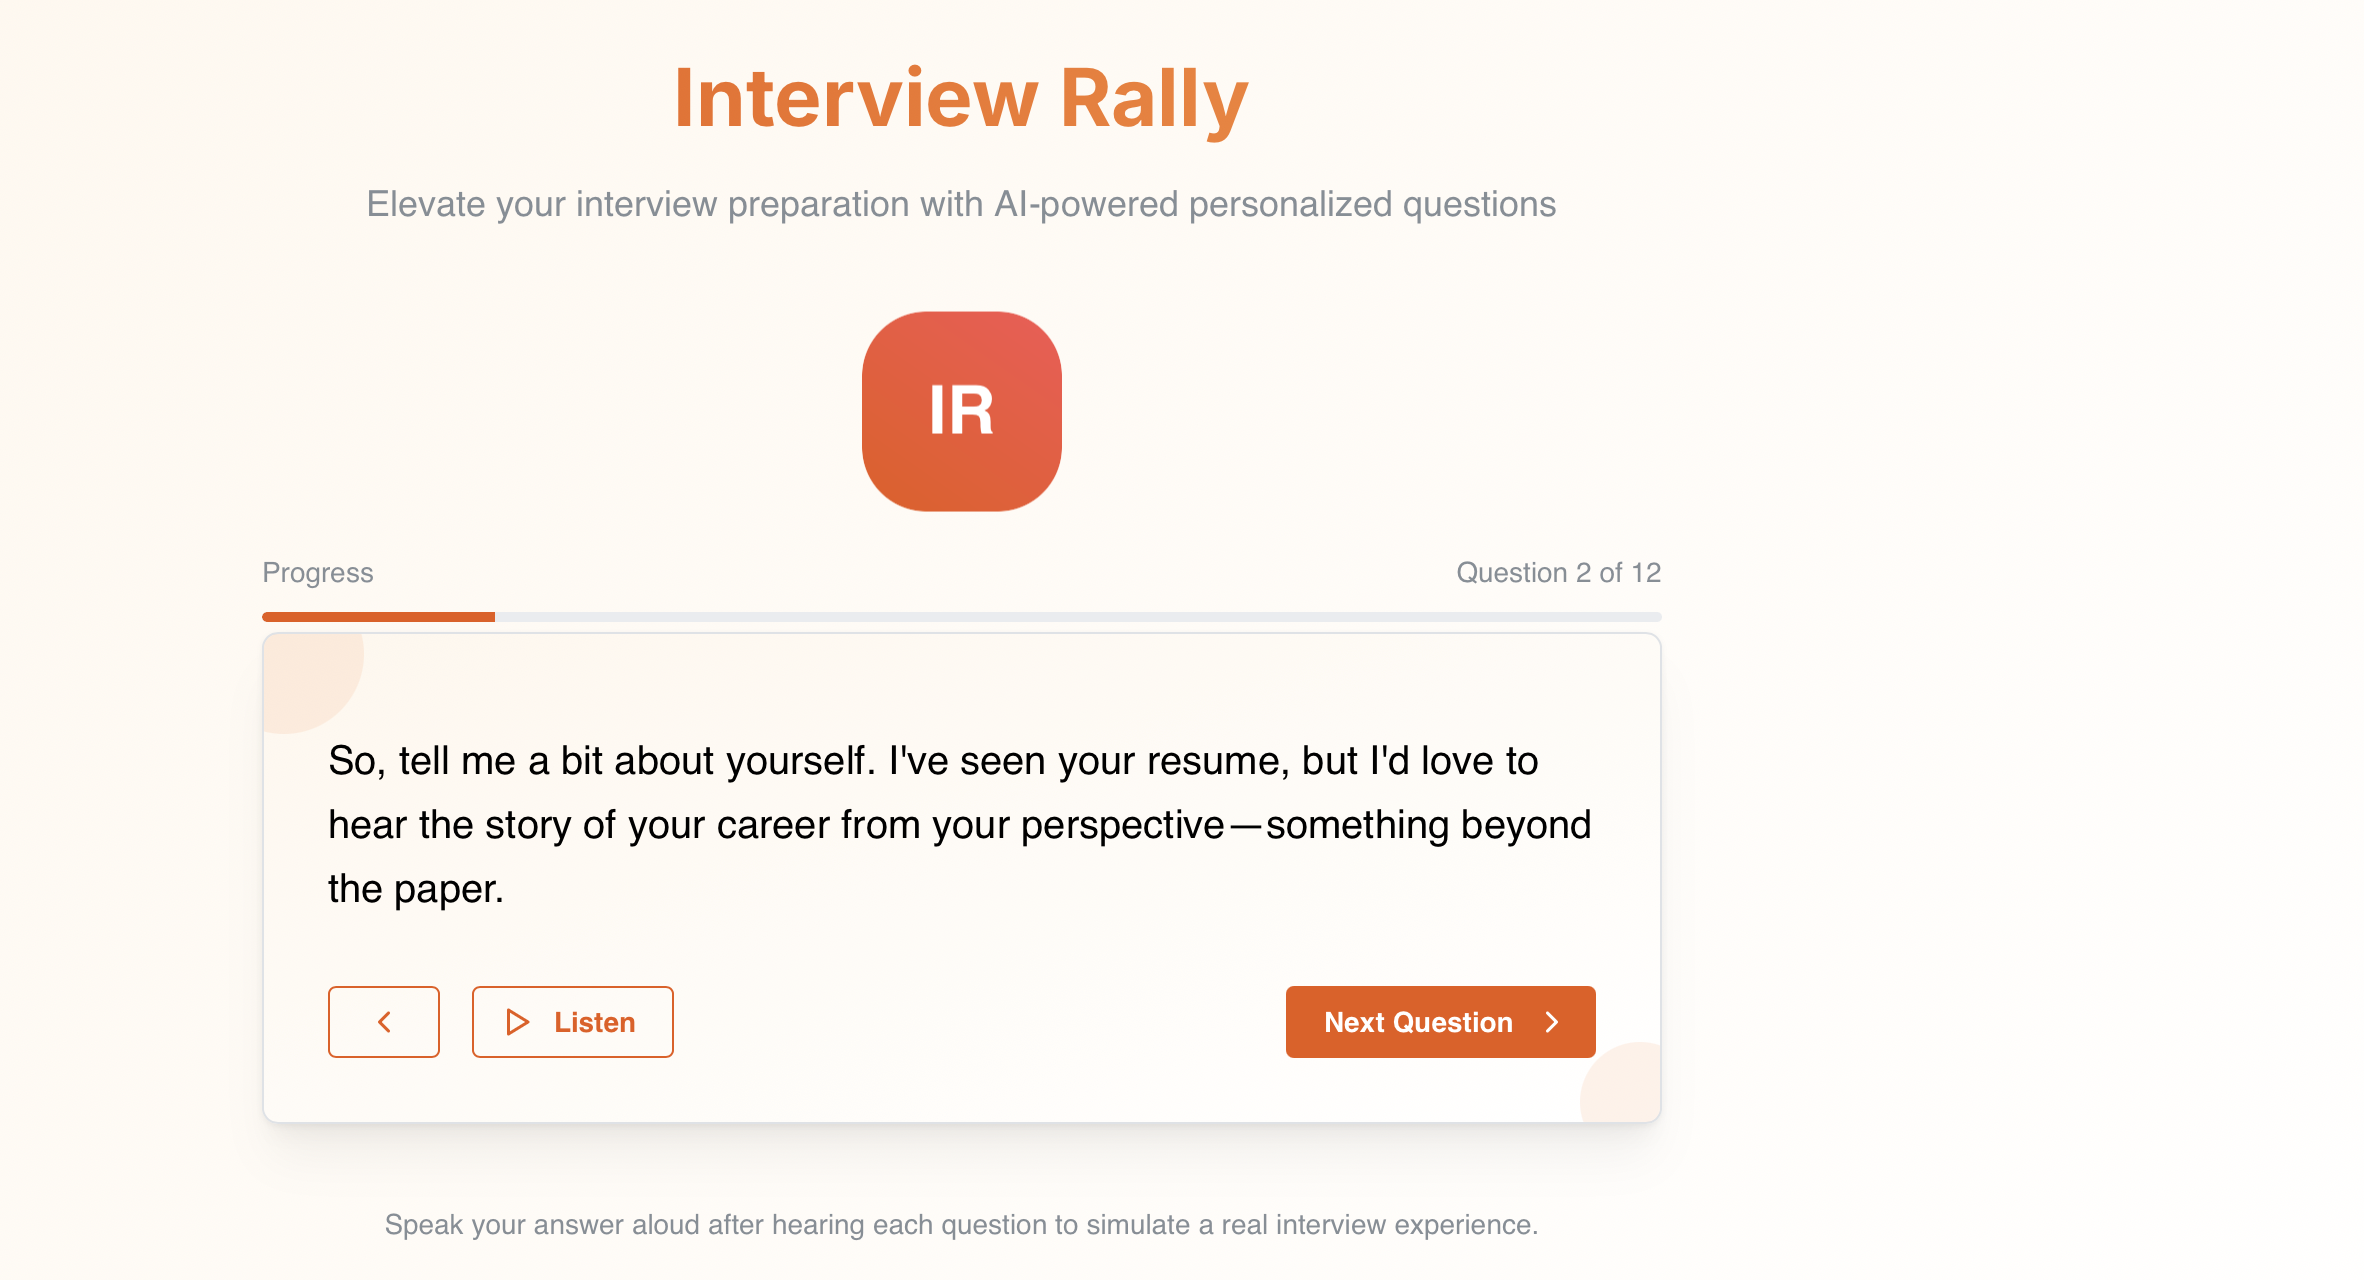 Interview Rally
Elevate your interview preparation with AI-powered personalized questions
IR
Progress
Question 2 of 12
So, tell me a bit about yourself. I've seen your resume, but I'd love to
hear the story of your career from your perspective—something beyond
the paper.
Listen
Next Question
Speak your answer aloud after hearing each question to simulate a real interview experience.